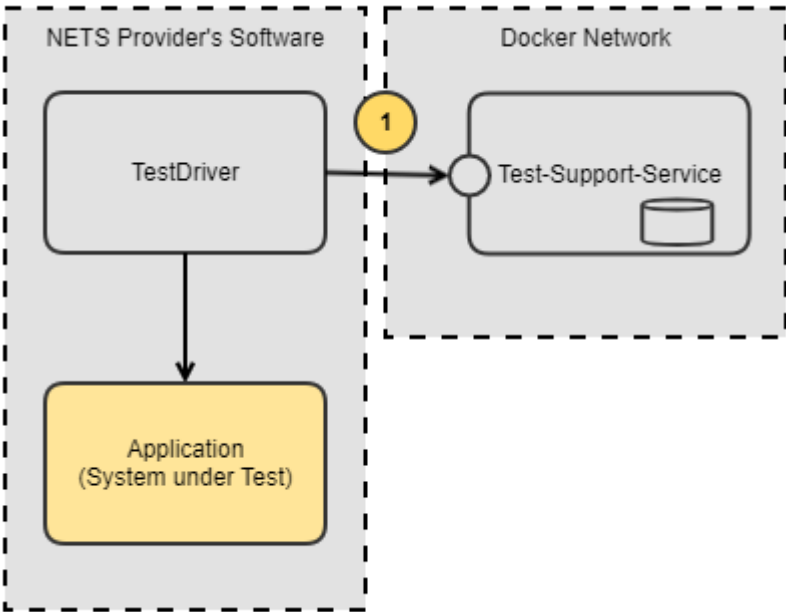 NETS Provider's Software
Docker Network
1
TestDriver
Test-Support-Service
Application
(System under Test)